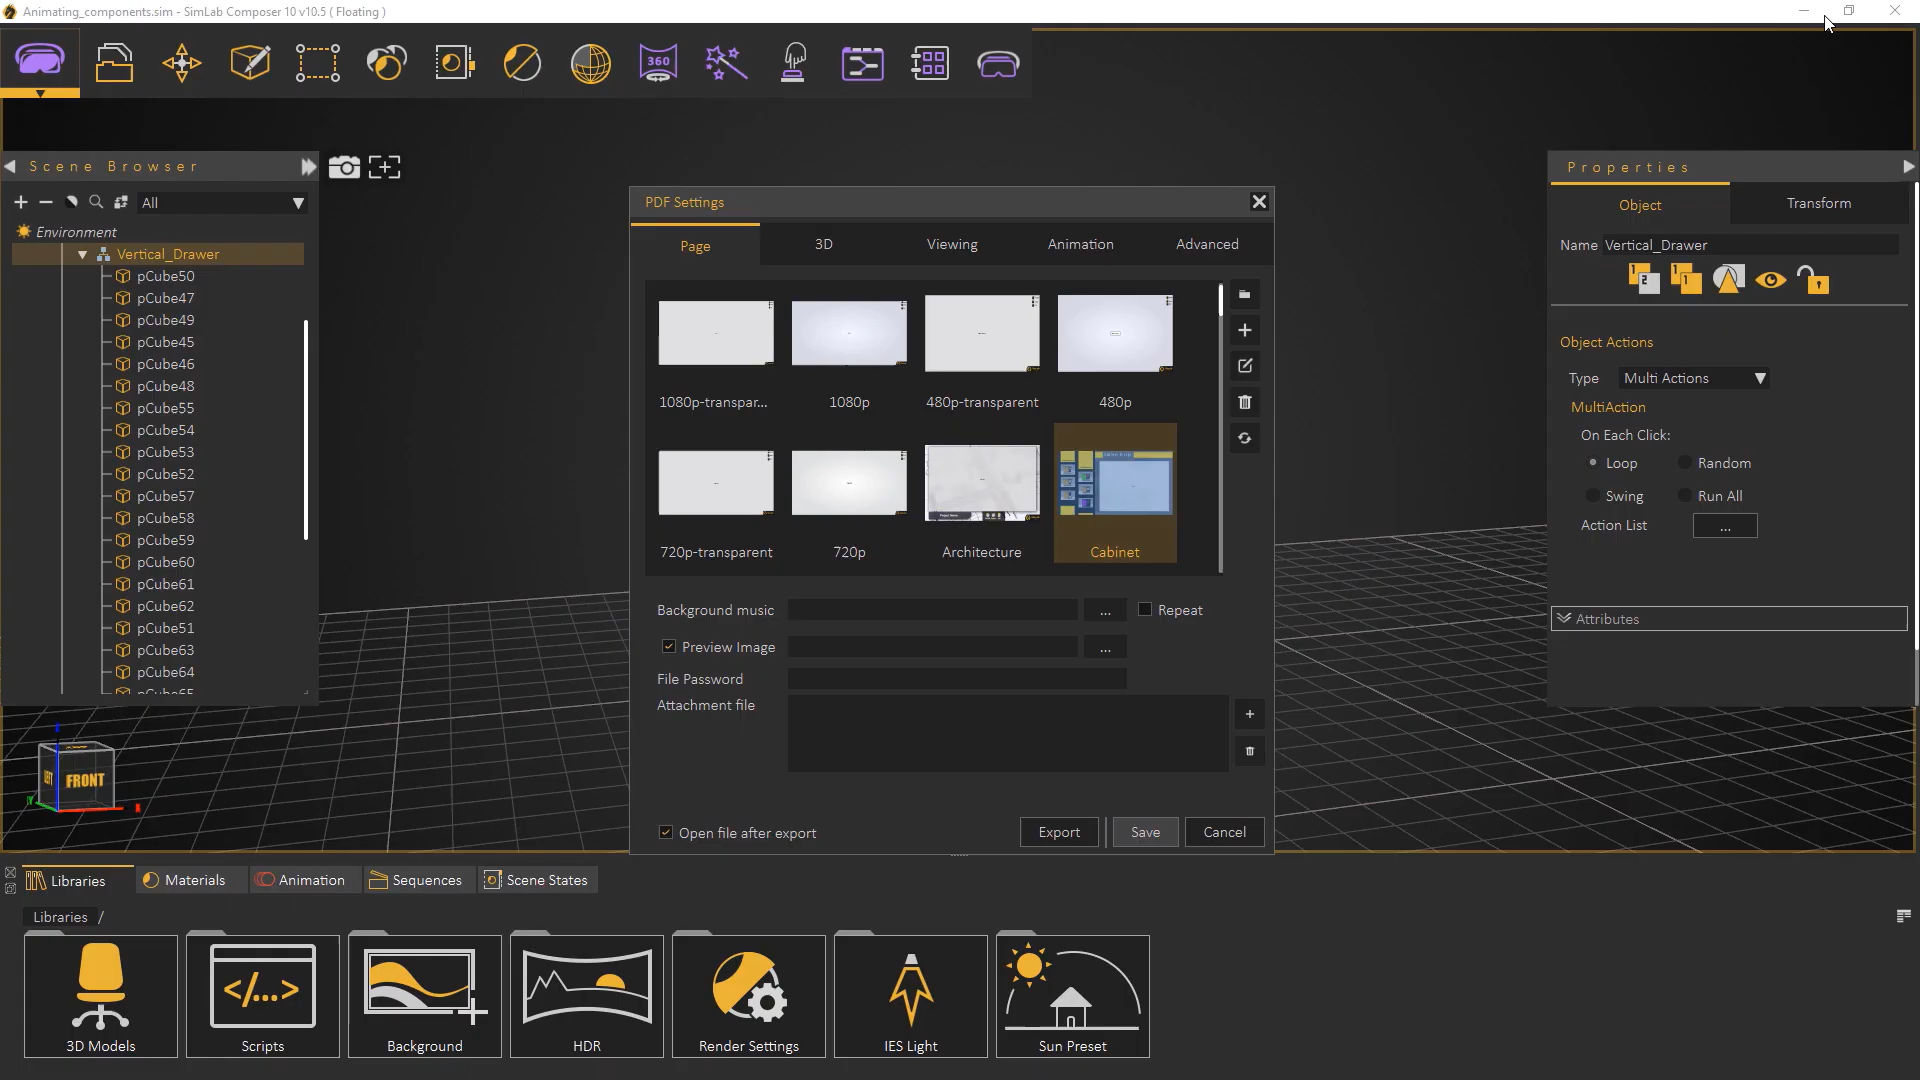 Animating_components.sim - SimLab Composer 10 v10.5 ( Floating )
360
Scene Browser
All
Environment
Vertical_Drawer
pCube50
pCube47
pCube49
pCube45
pCube46
pCube48
pCube55
pCube54
pCube53
pCube52
pCube57
pCube58
pCube59
pCube60
pCube61
pCube62
pCube51
pCube63
pCube64
pCube65
FRONT
LEFT
PDF Settings
Page
3D
Viewing
Animation
Advanced
1080p-transpar...
1080p
480p-transparent
480p
720p-transparent
720p
Architecture
Cabinet
Background music
...
Repeat
Preview Image
...
File Password
Attachment file
Open file after export
Export
Save
Cancel
Properties
Object
Transform
Name
Vertical_Drawer
Object Actions
Type
Multi Actions
MultiAction
On Each Click:
Loop
Random
Swing
Run All
Action List
...
Attributes
Libraries
Materials
Animation
Sequences
Scene States
Libraries /
</...>
3D Models
Scripts
Background
HDR
Render Settings
IES Light
Sun Preset